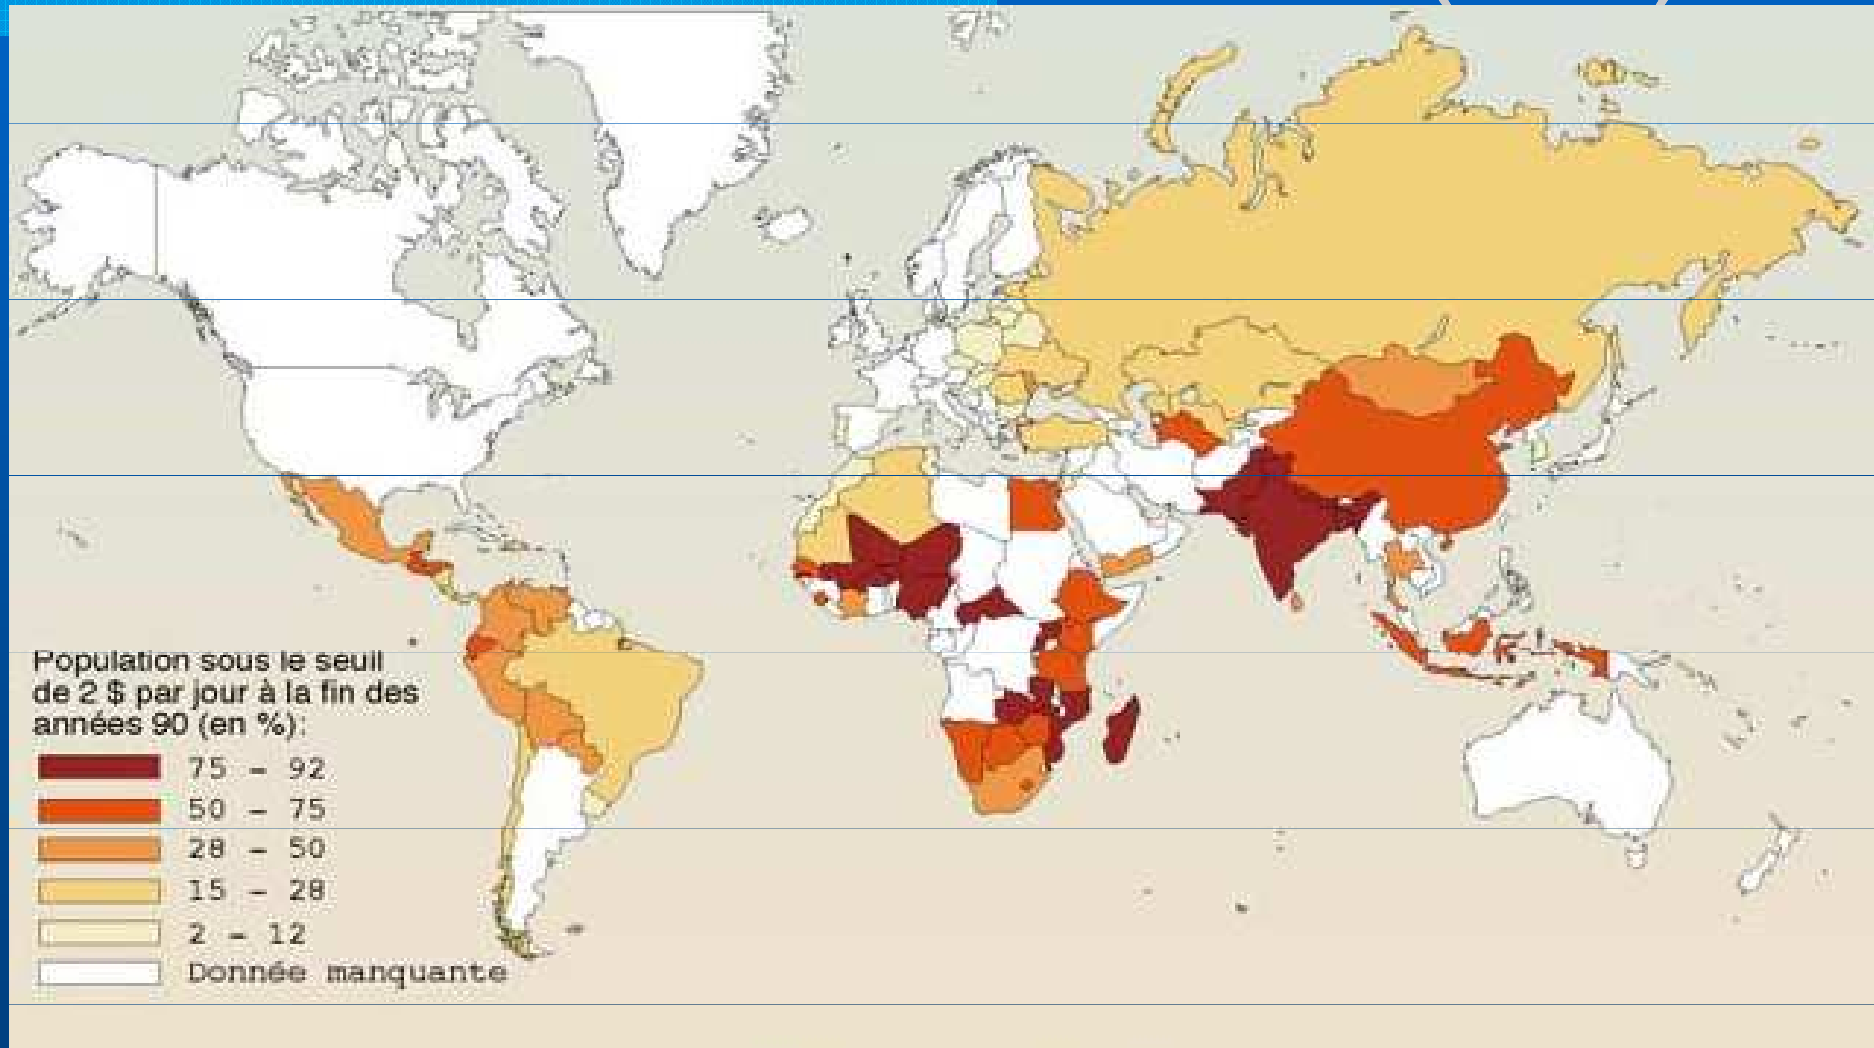 Population sous le seuil
de 2 $ par jour à la fin des
années 90 (en %):
75 – 92
50 – 75
28 – 50
15 – 28
2 – 12
Donnée manquante